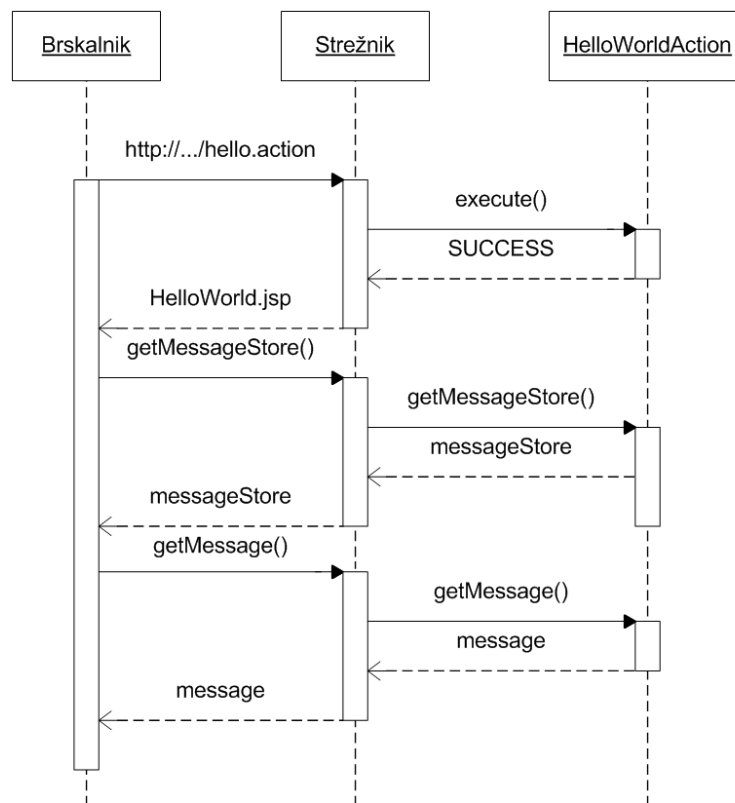 Brskalnik
Strežnik
HelloWorldAction
http://.../hello.action
execute()
SUCCESS
HelloWorld.jsp
getMessageStore()
getMessageStore()
messageStore
messageStore
getMessage()
getMessage()
message
message